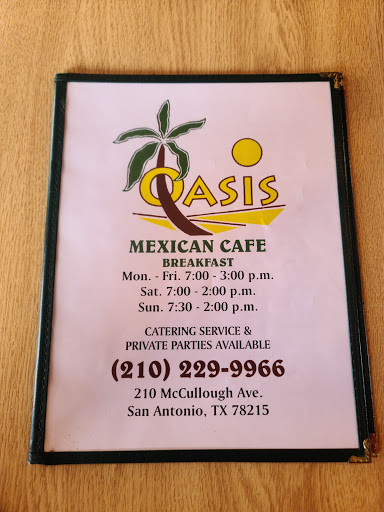 OASIS
MEXICAN CAFE
BREAKFAST
Mon. - Fri. 7:00 - 3:00 p.m.
Sat. 7:00 - 2:00 p.m.
Sun. 7:30 - 2:00 p.m.
CATERING SERVICE &
PRIVATE PARTIES AVAILABLE
(210) 229-9966
210 McCullough Ave.
San Antonio, TX 78215